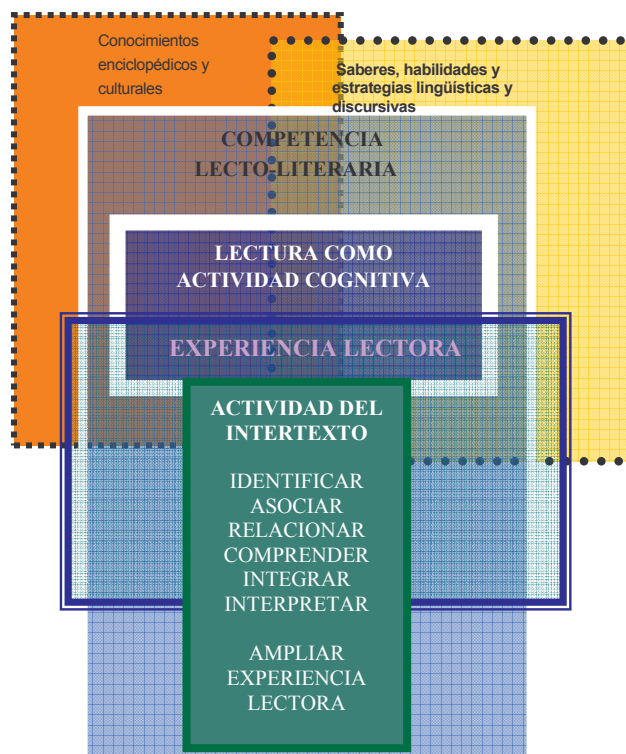 Conocimientos
enciclopédicos y
culturales
Saberes, habilidades y
estrategias lingüísticas y
discursivas
COMPETENCIA
LECTO-LITERARIA
LECTURA COMO
ACTIVIDAD COGNITIVA
EXPERIENCIA LECTORA
ACTIVIDAD DEL
INTERTEXTO
IDENTIFICAR
ASOCIAR
RELACIONAR
COMPRENDER
INTEGRAR
INTERPRETAR
AMPLIAR
EXPERIENCIA
LECTORA